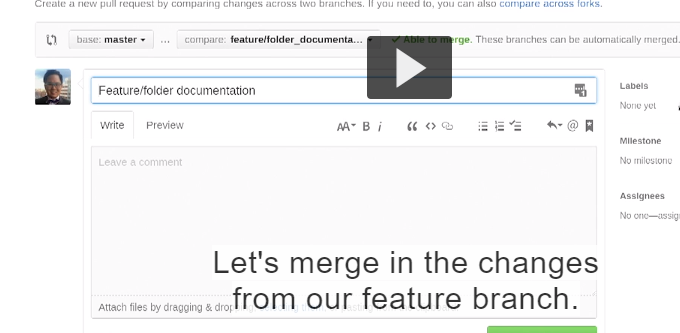 Create a new pull request by comparing changes across two branches. If you need to, you can also compare across forks.
base: master ... compare: feature/folder_documenta... Able to merge. These branches can be automatically merged.
Feature/folder documentation
Labels
None yet
Write Preview
AA B i
Milestone
No milestone
Leave a comment
Assignees
No one—assig
Let's merge in the changes
from our feature branch.
Attach files by dragging & drop